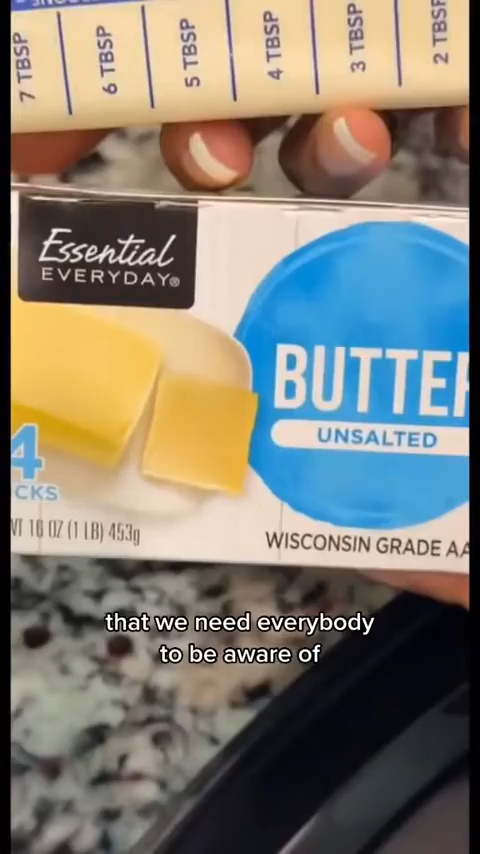 7 TBSP
6 TBSP
5 TBSP
4 TBSP
3 TBSP
2 TBSP
Essential
EVERYDAY®
BUTTER
UNSALTED
4
CKS
WT 16 OZ (1 LB) 453g
WISCONSIN GRADE AA
that we need everybody
to be aware of